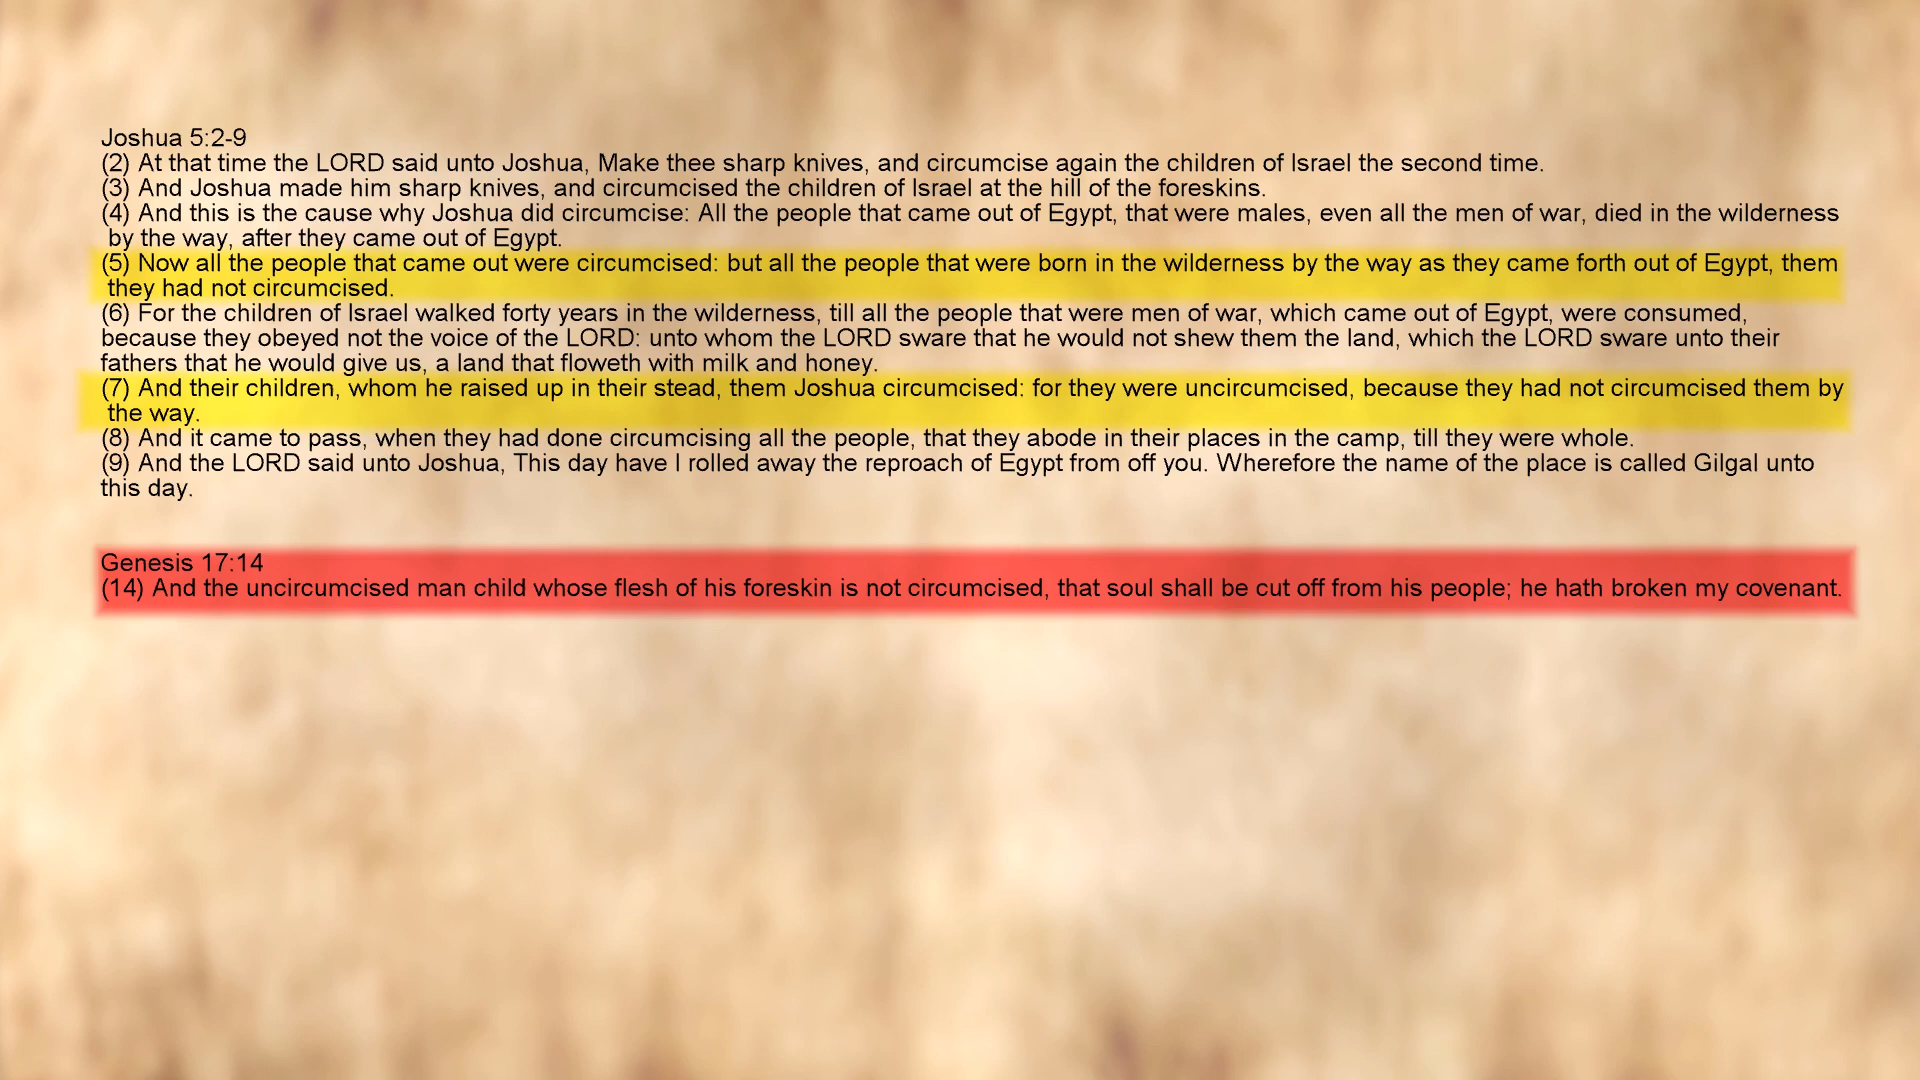 Joshua 5:2-9
(2) At that time the LORD said unto Joshua, Make thee sharp knives, and circumcise again the children of Israel the second time.
(3) And Joshua made him sharp knives, and circumcised the children of Israel at the hill of the foreskins.
(4) And this is the cause why Joshua did circumcise: All the people that came out of Egypt, that were males, even all the men of war, died in the wilderness
by the way, after they came out of Egypt.
(5) Now all the people that came out were circumcised: but all the people that were born in the wilderness by the way as they came forth out of Egypt, them
they had not circumcised.
(6) For the children of Israel walked forty years in the wilderness, till all the people that were men of war, which came out of Egypt, were consumed,
because they obeyed not the voice of the LORD: unto whom the LORD sware that he would not shew them the land, which the LORD sware unto their
fathers that he would give us, a land that floweth with milk and honey.
(7) And their children, whom he raised up in their stead, them Joshua circumcised: for they were uncircumcised, because they had not circumcised them by
the way.
(8) And it came to pass, when they had done circumcising all the people, that they abode in their places in the camp, till they were whole.
(9) And the LORD said unto Joshua, This day have I rolled away the reproach of Egypt from off you. Wherefore the name of the place is called Gilgal unto
this day.
Genesis 17:14
(14) And the uncircumcised man child whose flesh of his foreskin is not circumcised, that soul shall be cut off from his people; he hath broken my covenant.